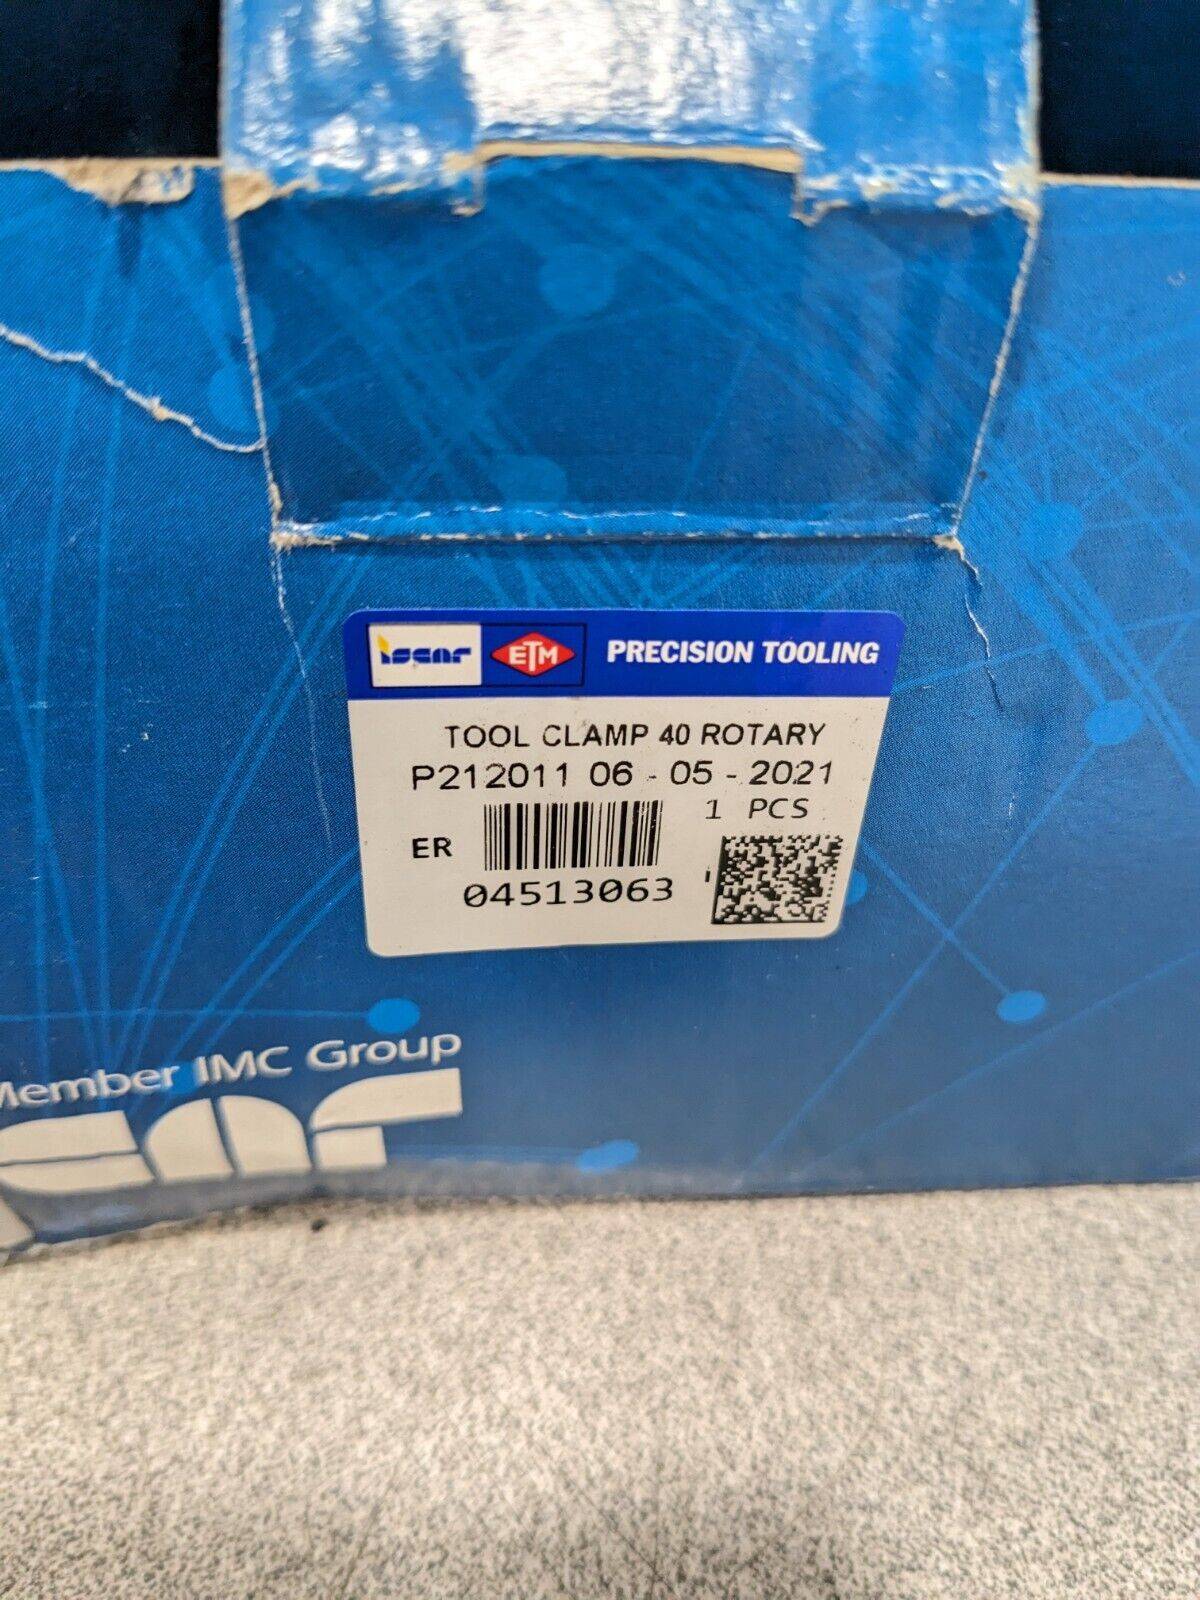 iscar ETM PRECISION TOOLING
TOOL CLAMP 40 ROTARY
P212011 06 - 05 - 2021
1 PCS
ER
04513063
Member IMC Group